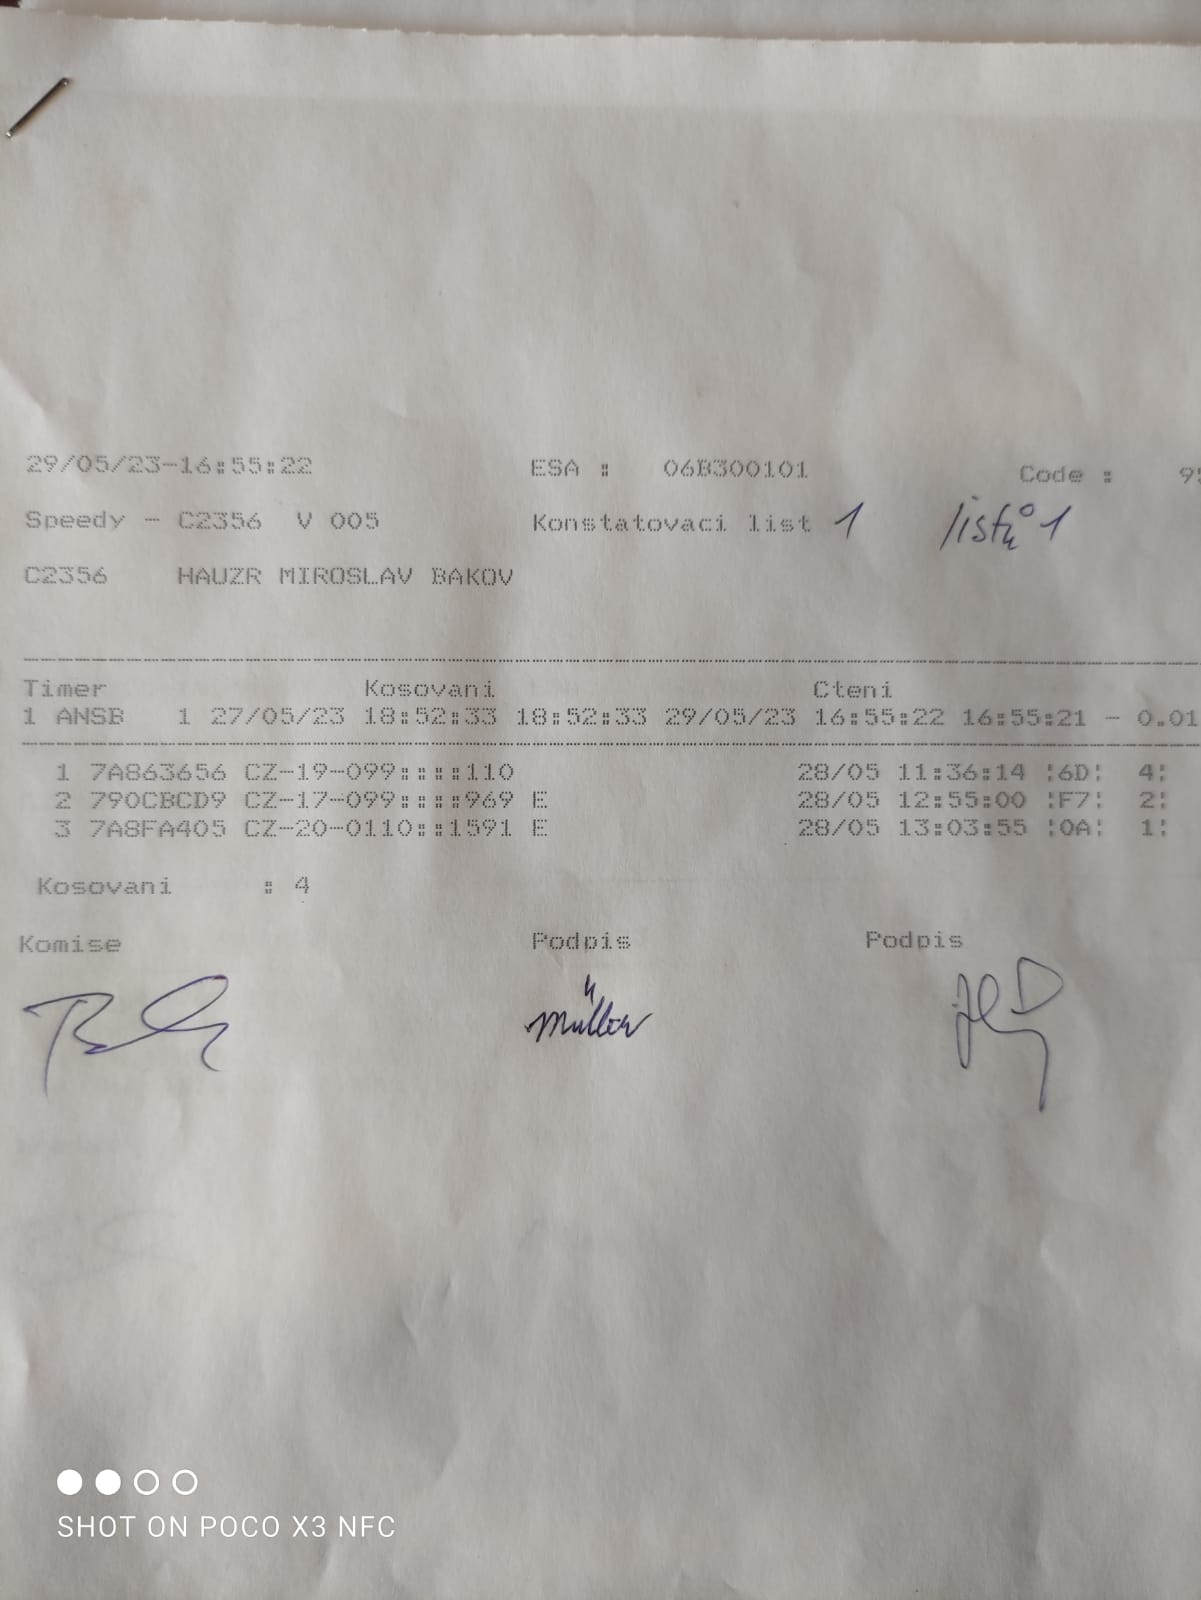 29/05/23-16:55:22 ESA : 06B300101 Code : 95
Speedy - C2356 V 005 Konstatovaci list 1 listů 1
C2356 HAUZR MIROSLAV BAKOV
Timer Kosovani Cteni
1 ANSB 1 27/05/23 18:52:33 18:52:33 29/05/23 16:55:22 16:55:21 - 0.01
1 7A863656 CZ-19-099::::110 28/05 11:36:14 ¦6D¦ 4¦
2 790CBCD9 CZ-17-099::::969 E 28/05 12:55:00 ¦F7¦ 2¦
3 7A8FA405 CZ-20-0110::1591 E 28/05 13:03:55 ¦0A¦ 1¦
Kosovani : 4
Komise Podpis Podpis
Müller
SHOT ON POCO X3 NFC